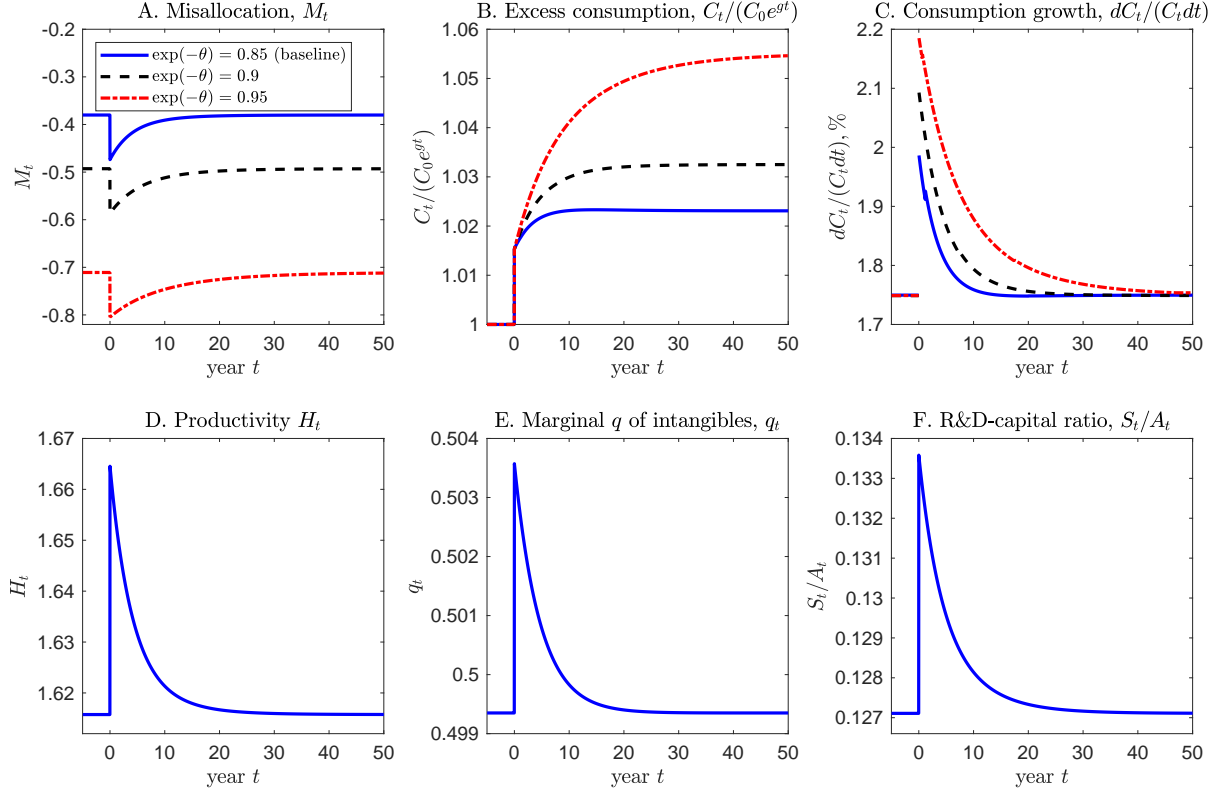 A. Misallocation, $M_t$
-0.2
-0.3
-0.4
-0.5
-0.6
-0.7
-0.8
$M_t$
exp(−θ) = 0.85 (baseline)
exp(−θ) = 0.9
exp(−θ) = 0.95
0 10 20 30 40 50
year $t$
B. Excess consumption, $C_t/(C_0e^{gt})$
1.06
1.05
1.04
1.03
1.02
1.01
1
$C_t/(C_0e^{gt})$
0 10 20 30 40 50
year $t$
C. Consumption growth, $dC_t/(C_tdt)$
2.2
2.1
2
1.9
1.8
1.7
$dC_t/(C_tdt)$, %
0 10 20 30 40 50
year $t$
D. Productivity $H_t$
1.67
1.66
1.65
1.64
1.63
1.62
$H_t$
0 10 20 30 40 50
year $t$
E. Marginal $q$ of intangibles, $q_t$
0.504
0.503
0.502
0.501
0.5
0.499
$q_t$
0 10 20 30 40 50
year $t$
F. R&D-capital ratio, $S_t/A_t$
0.134
0.133
0.132
0.131
0.13
0.129
0.128
0.127
$S_t/A_t$
0 10 20 30 40 50
year $t$